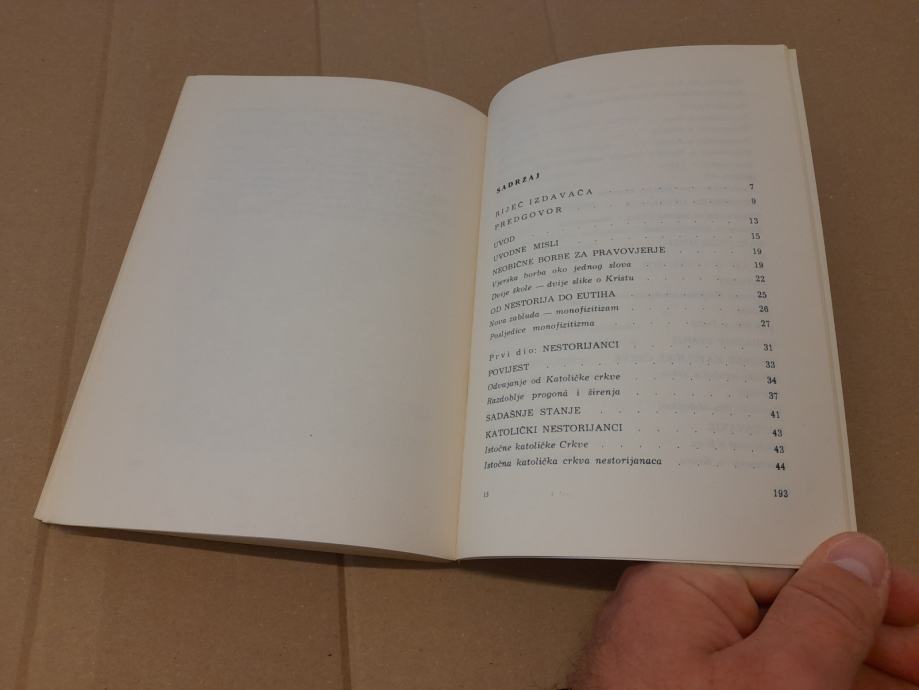 SADRŽAJ
RIJEČ IZDAVAČA . . . . . . . 7
PREDGOVOR . . . . . . . . 9
UVOD . . . . . . . . . . 13
UVODNE MISLI . . . . . . . . 15
NEOBIČNE BORBE ZA PRAVOVJERJE . . . . 19
Vjerska borba oko jednog slova . . . . . 19
Dvije škole — dvije slike o Kristu . . . . . 22
OD NESTORIJA DO EUTIHA . . . . . . 25
Nova zabluda — monofizitizam . . . . . 26
Posljedice monofizitizma . . . . . . . 27
Prvi dio: NESTORIJANCI . . . . . . 31
POVIJEST . . . . . . . . . 33
Odvajanje od Katoličke crkve . . . . . . 34
Razdoblje progonâ i širenja . . . . . . 37
SADAŠNJE STANJE . . . . . . . 41
KATOLIČKI NESTORIJANCI . . . . . . 43
Istočne katoličke Crkve . . . . . . . 43
Istočna katolička crkva nestorijanaca . . . . 44
13 193